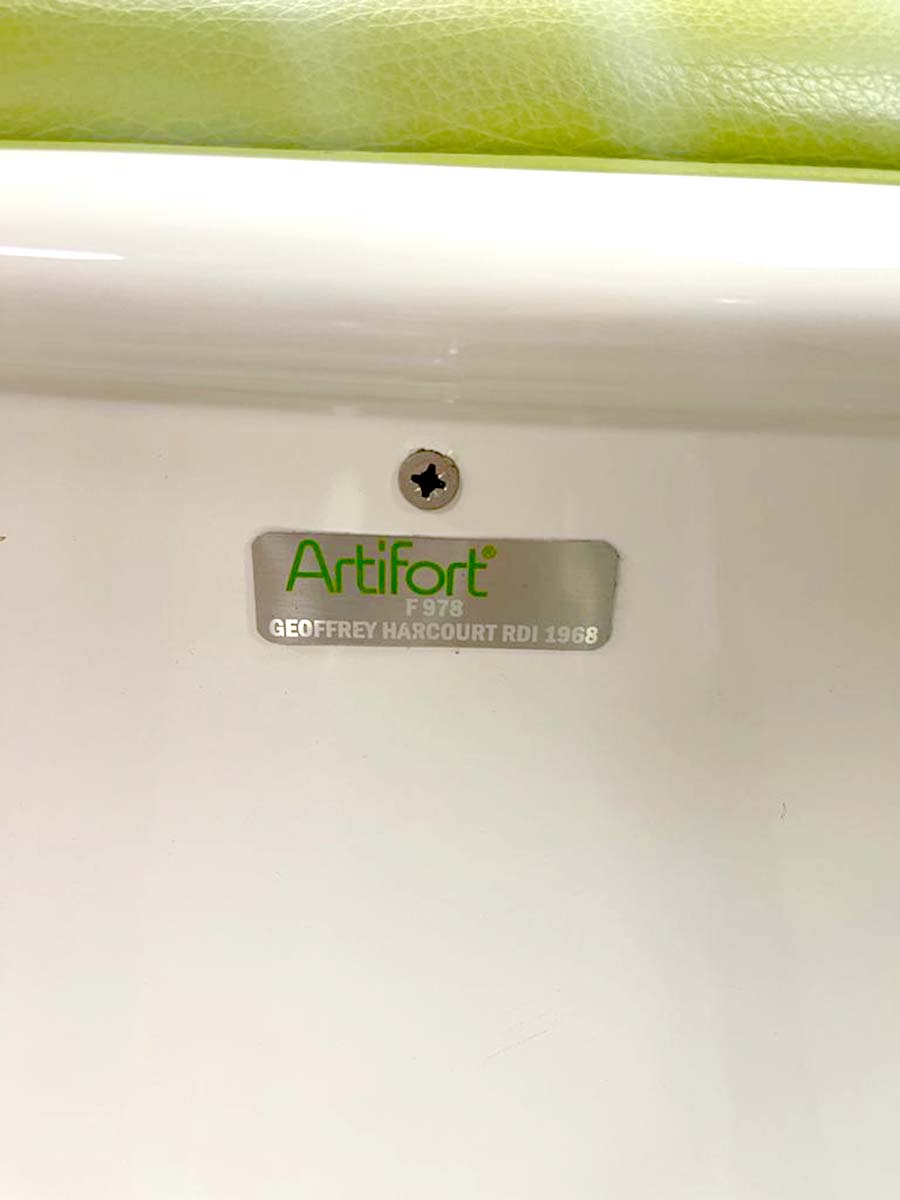 Artifort®
F 978
GEOFFREY HARCOURT RDI 1968